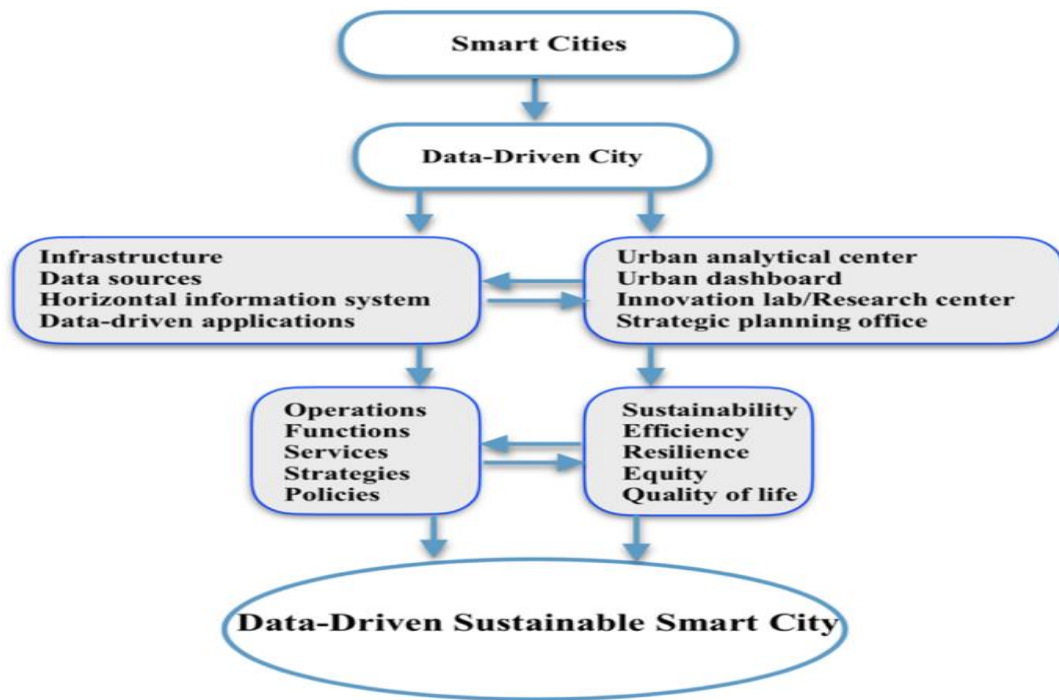 Smart Cities
Data-Driven City
Infrastructure
Data sources
Horizontal information system
Data-driven applications
Urban analytical center
Urban dashboard
Innovation lab/Research center
Strategic planning office
Operations
Functions
Services
Strategies
Policies
Sustainability
Efficiency
Resilience
Equity
Quality of life
Data-Driven Sustainable Smart City